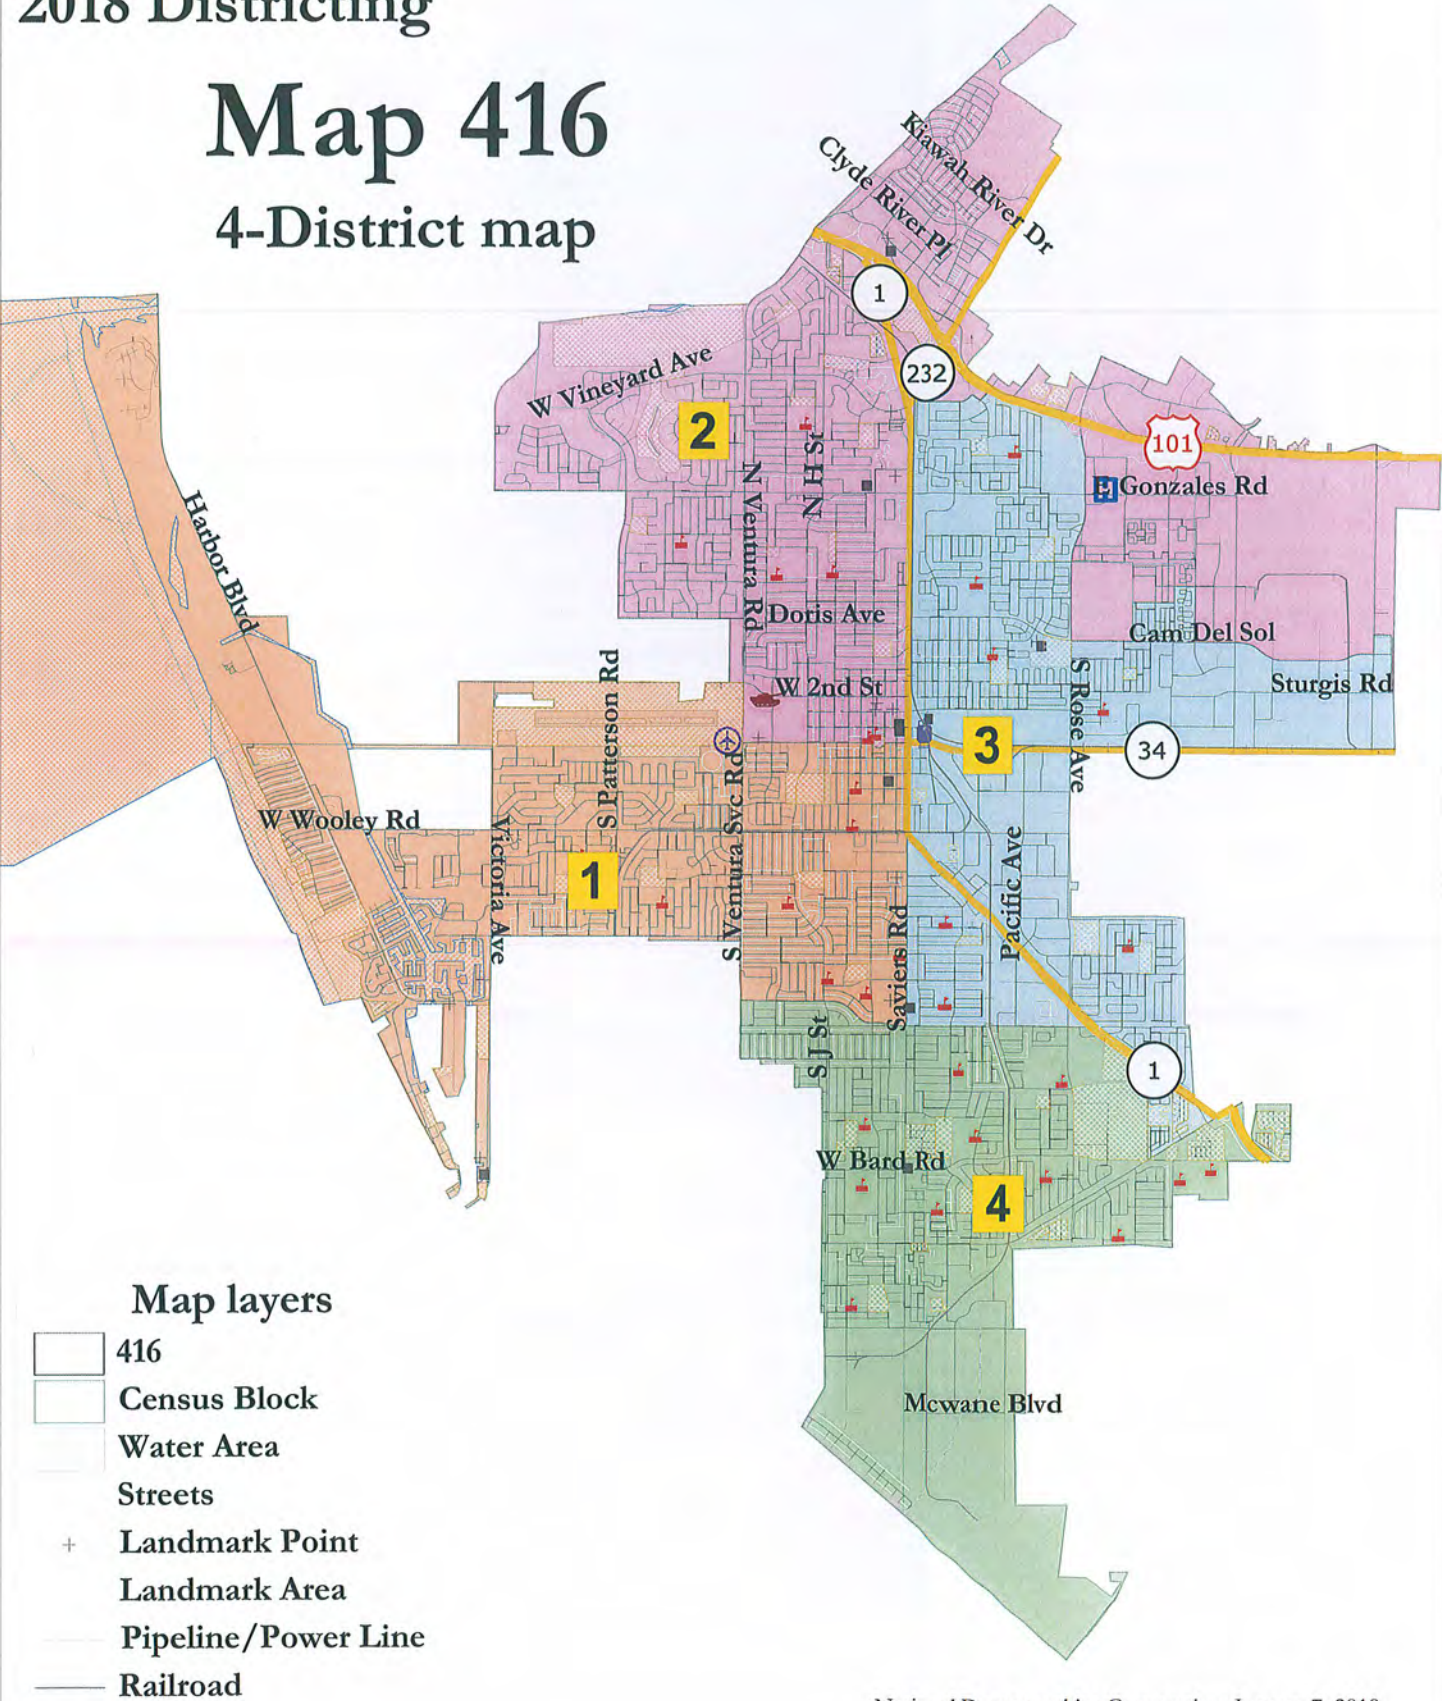 2018 Districting
Map 416
4-District map
Kiawah River Dr
Clyde River Pl
1
232
W Vineyard Ave
2
N H St
101
E Gonzales Rd
N Ventura Rd
Harbor Blvd
Doris Ave
Cam Del Sol
S Patterson Rd
W 2nd St
S Rose Ave
Sturgis Rd
3
34
S Ventura Svc Rd
W Wooley Rd
Victoria Ave
1
Pacific Ave
Saviers Rd
S J St
1
W Bard Rd
4
Mcwane Blvd
Map layers
416
Census Block
Water Area
Streets
Landmark Point
Landmark Area
Pipeline/Power Line
Railroad